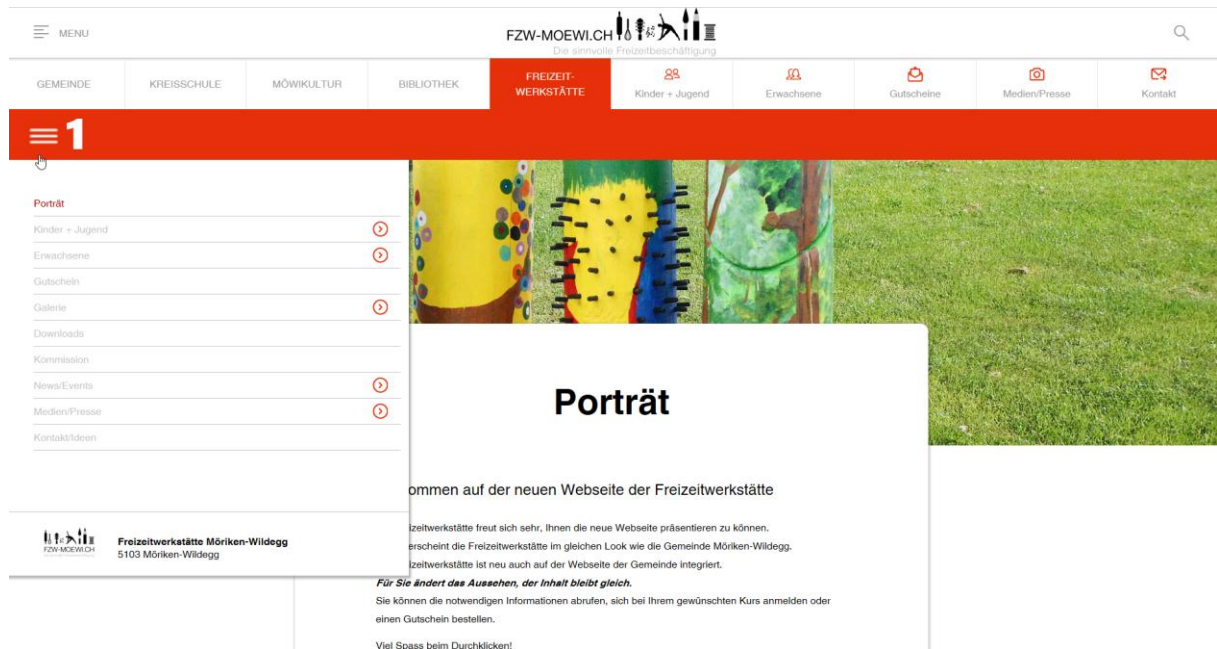 MENU
FZW-MOEWI.CH
Die sinnvolle Freizeitbeschäftigung
GEMEINDE
KREISSCHULE
MÖWIKULTUR
BIBLIOTHEK
FREIZEIT-
WERKSTÄTTE
Kinder + Jugend
Erwachsene
Gutscheine
Medien/Presse
Kontakt
1
Porträt
Kinder + Jugend
Erwachsene
Gutschein
Galerie
Downloads
Kommission
News/Events
Medien/Presse
Kontakt/Ideen
FZW-MOEWI.CH
Freizeitwerkstätte Möriken-Wildegg
5103 Möriken-Wildegg
Porträt
ommen auf der neuen Webseite der Freizeitwerkstätte
izeitwerkstätte freut sich sehr, Ihnen die neue Webseite präsentieren zu können.
erscheint die Freizeitwerkstätte im gleichen Look wie die Gemeinde Möriken-Wildegg.
izeitwerkstätte ist neu auch auf der Webseite der Gemeinde integriert.
Für Sie ändert das Aussehen, der Inhalt bleibt gleich.
Sie können die notwendigen Informationen abrufen, sich bei Ihrem gewünschten Kurs anmelden oder
einen Gutschein bestellen.
Viel Spass beim Durchklicken!